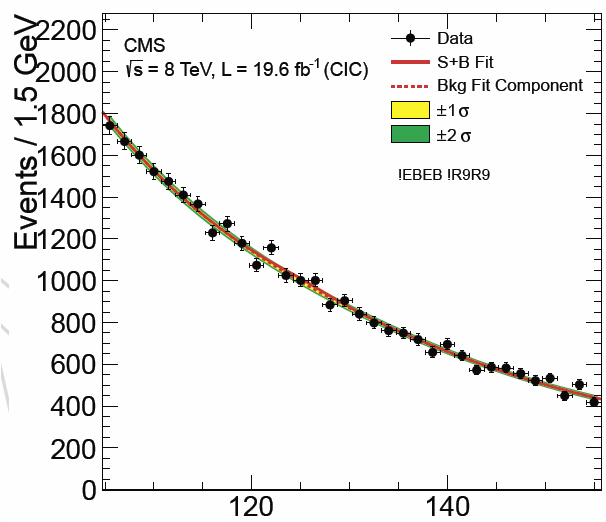 Events / 1.5 GeV
2200
2000
1800
1600
1400
1200
1000
800
600
400
200
0
120
140
CMS
√s = 8 TeV, L = 19.6 fb⁻¹ (CIC)
Data
S+B Fit
Bkg Fit Component
±1σ
±2 σ
!EBEB !R9R9